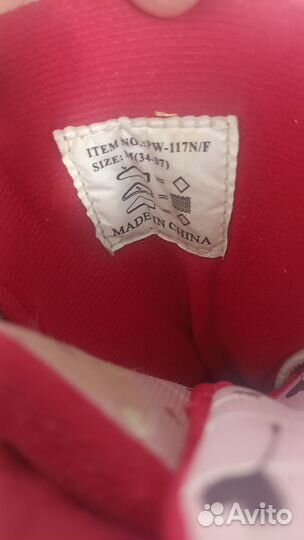 ITEM NO.:PW-117N/F
SIZE: M(34-37)
MADE IN CHINA
Avito